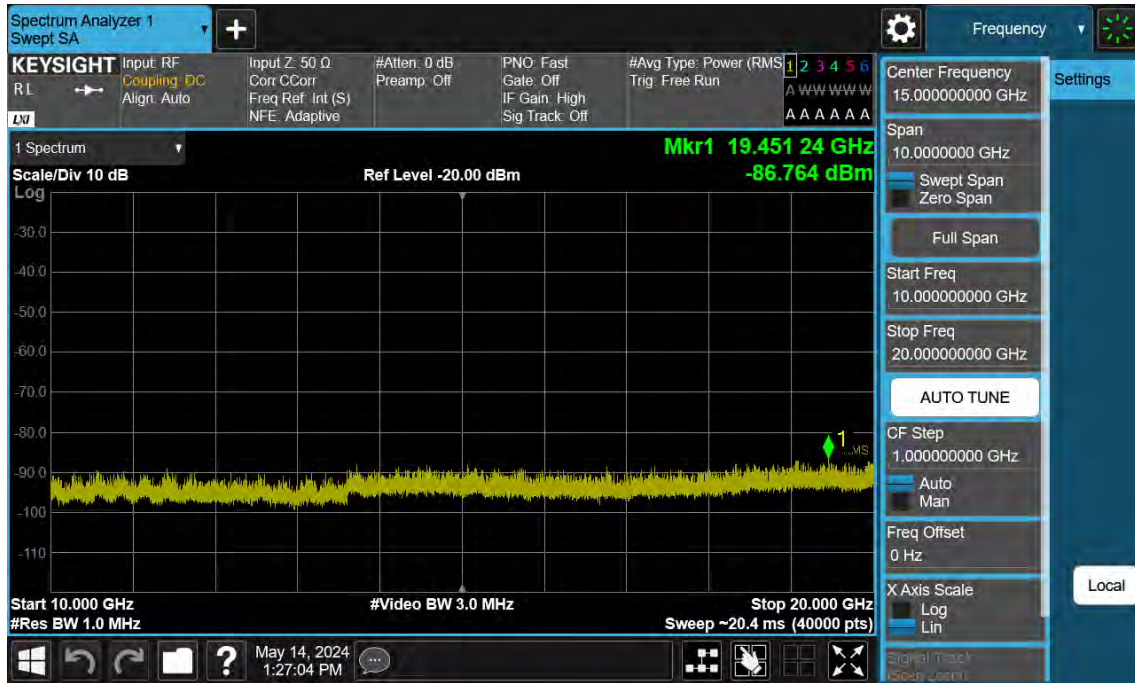 Spectrum Analyzer 1
Swept SA
+
Frequency
KEYSIGHT
RL
LXI
Input: RF
Coupling: DC
Align: Auto
Input Z: 50 Ω
Corr CCorr
Freq Ref: Int (S)
NFE: Adaptive
#Atten: 0 dB
Preamp: Off
PNO: Fast
Gate: Off
IF Gain: High
Sig Track: Off
#Avg Type: Power (RMS
Trig: Free Run
1 2 3 4 5 6
A W W W W W
A A A A A A
1 Spectrum
Scale/Div 10 dB
Log
Ref Level -20.00 dBm
Mkr1 19.451 24 GHz
-86.764 dBm
-30.0
-40.0
-50.0
-60.0
-70.0
-80.0
-90.0
-100
-110
1
Start 10.000 GHz
#Res BW 1.0 MHz
#Video BW 3.0 MHz
Stop 20.000 GHz
Sweep ~20.4 ms (40000 pts)
?
May 14, 2024
1:27:04 PM
Center Frequency
15.000000000 GHz
Span
10.0000000 GHz
Swept Span
Zero Span
Full Span
Start Freq
10.000000000 GHz
Stop Freq
20.000000000 GHz
AUTO TUNE
CF Step
1.000000000 GHz
Auto
Man
Freq Offset
0 Hz
X Axis Scale
Log
Lin
Signal Track
(Span Zoom)
Settings
Local